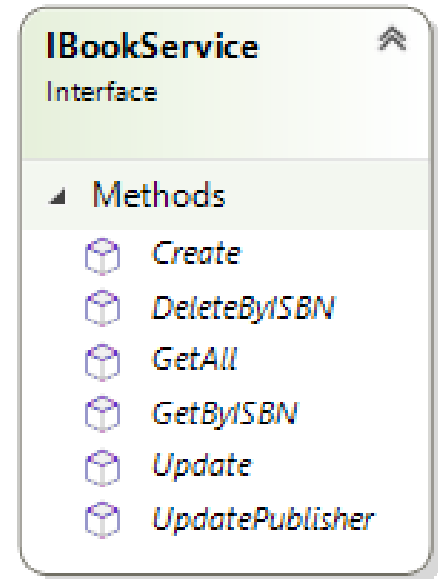 IBookService
Interface
Methods
Create
DeleteByISBN
GetAll
GetByISBN
Update
UpdatePublisher